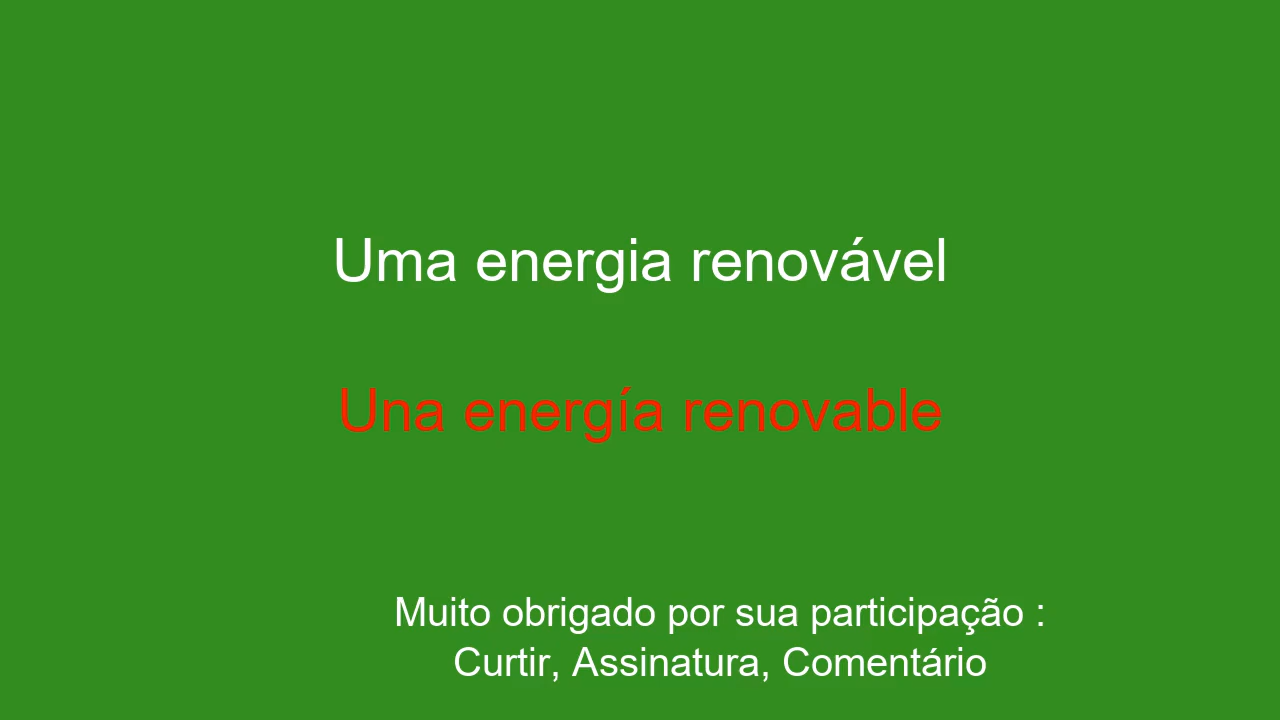 Uma energia renovável
Una energía renovable
Muito obrigado por sua participação :
Curtir, Assinatura, Comentário